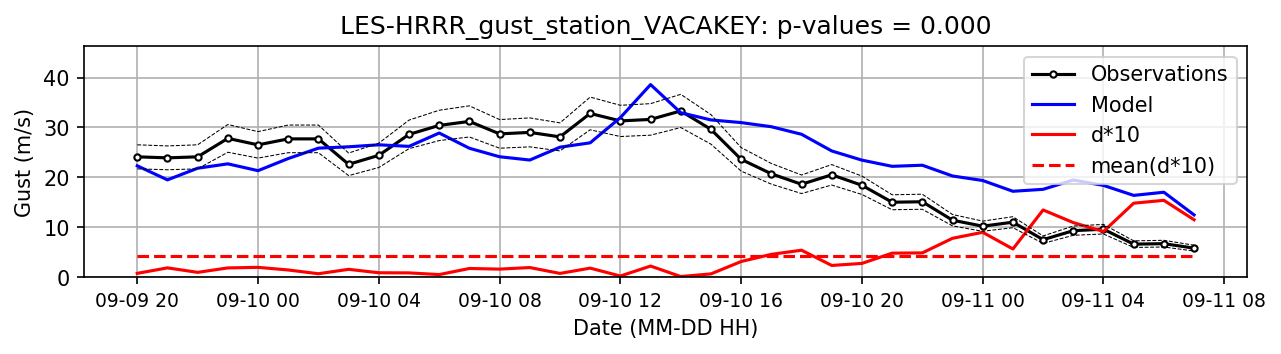 LES-HRRR_gust_station_VACAKEY: p-values = 0.000
Gust (m/s)
40
30
20
10
0
Observations
Model
d*10
mean(d*10)
09-09 20 09-10 00 09-10 04 09-10 08 09-10 12 09-10 16 09-10 20 09-11 00 09-11 04 09-11 08
Date (MM-DD HH)